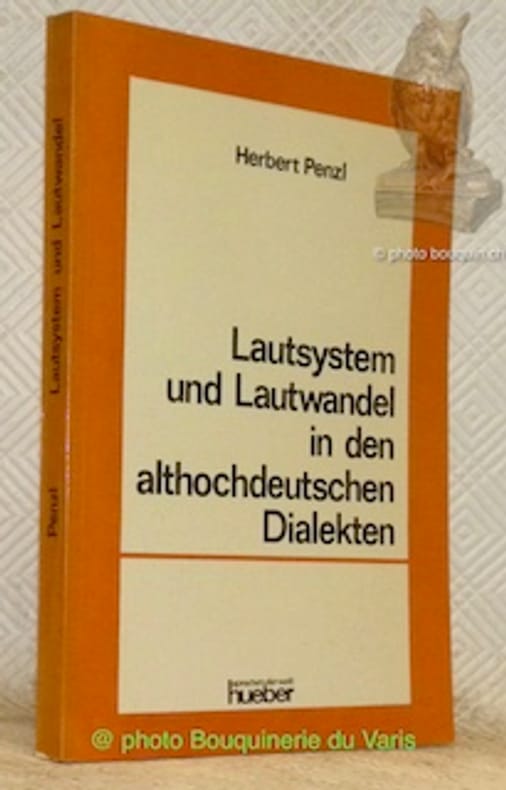 Penzl Lautsystem und Lautwandel
Herbert Penzl
© photo bouquin.ch
Lautsystem
und Lautwandel
in den
althochdeutschen
Dialekten
hueber
@ photo Bouquinerie du Varis